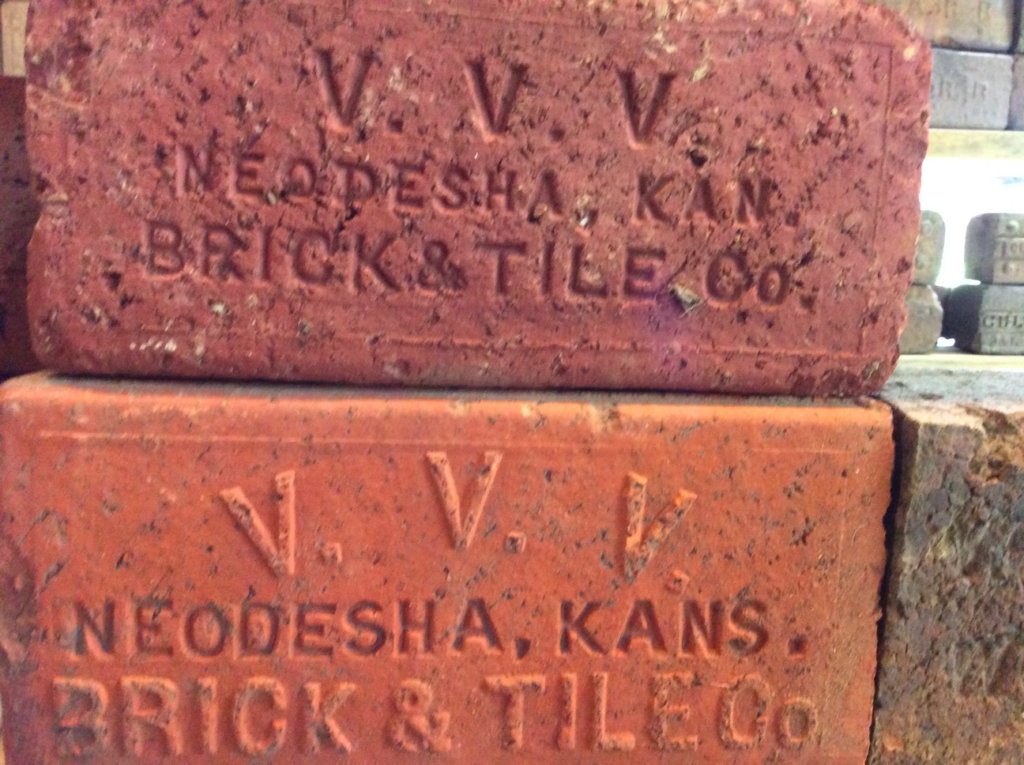 V. V. V.
NEODESHA, KAN.
BRICK & TILE Co.
V. V. V.
NEODESHA, KANS.
BRICK & TILE Co